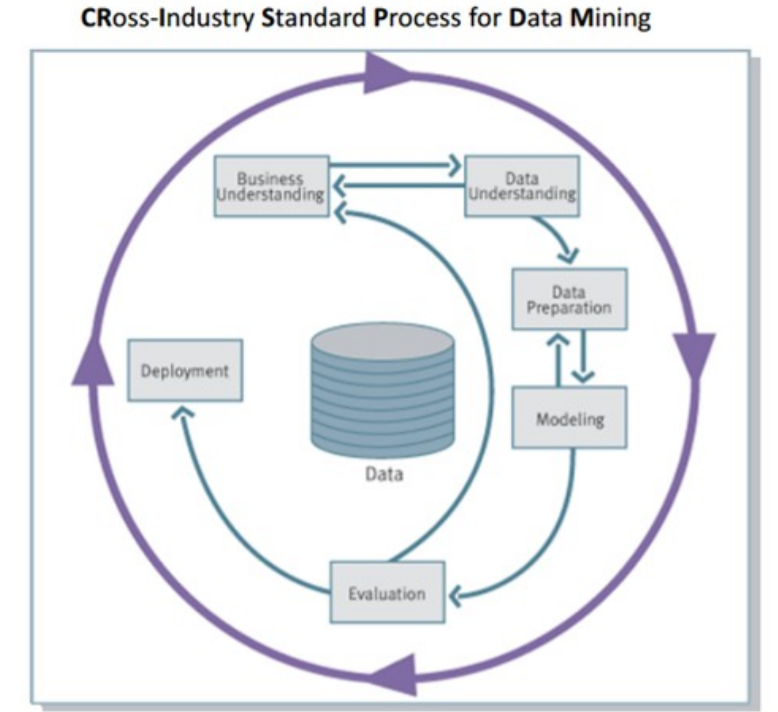 CRoss-Industry Standard Process for Data Mining
Business
Understanding
Data
Understanding
Data
Preparation
Deployment
Modeling
Data
Evaluation